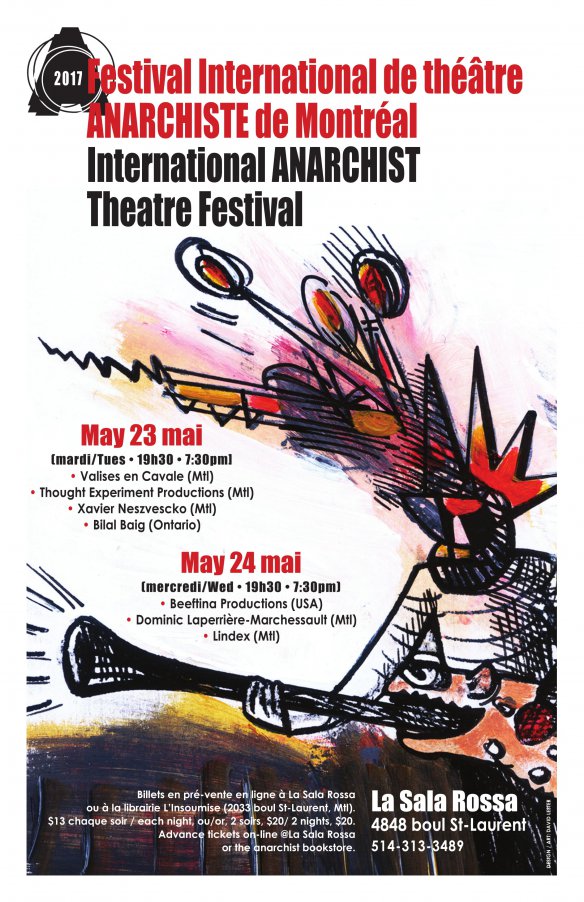 2017
Festival International de théâtre
ANARCHISTE de Montréal
International ANARCHIST
Theatre Festival
May 23 mai
(mardi/Tues • 19h30 • 7:30pm]
• Valises en Cavale (Mtl)
• Thought Experiment Productions (Mtl)
• Xavier Neszvescko (Mtl)
• Bilal Baig (Ontario)
May 24 mai
(mercredi/Wed • 19h30 • 7:30pm)
• Beeftina Productions (USA)
• Dominic Laperrière-Marchessault (Mtl)
• Lindex (Mtl)
Billets en pré-vente en ligne à La Sala Rossa
ou à la librairie L'Insoumise (2033 boul St-Laurent, Mtl).
$13 chaque soir / each night, ou/or, 2 soirs, $20/ 2 nights, $20.
Advance tickets on-line @La Sala Rossa
or the anarchist bookstore.
La Sala Rossa
4848 boul St-Laurent
514-313-3489
DESIGN / ART: DAVID LESTER